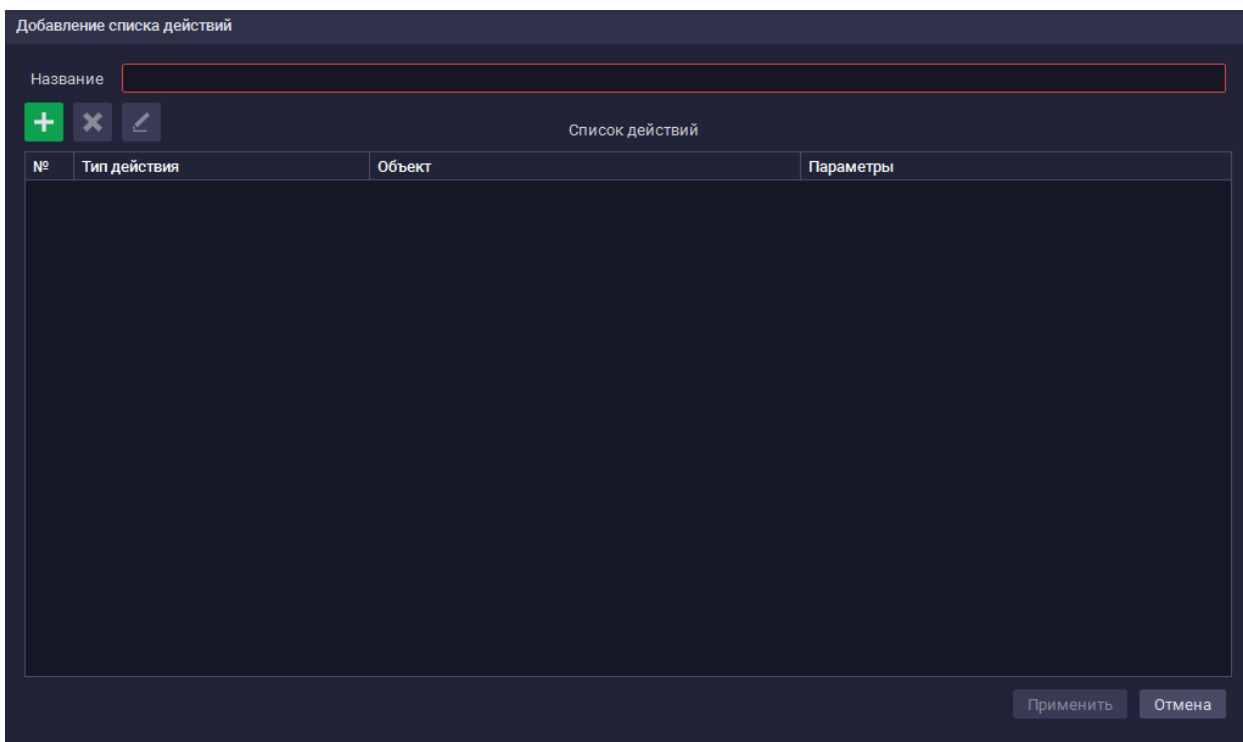 Добавление списка действий
Название
Список действий
№ Тип действия Объект Параметры
Применить Отмена